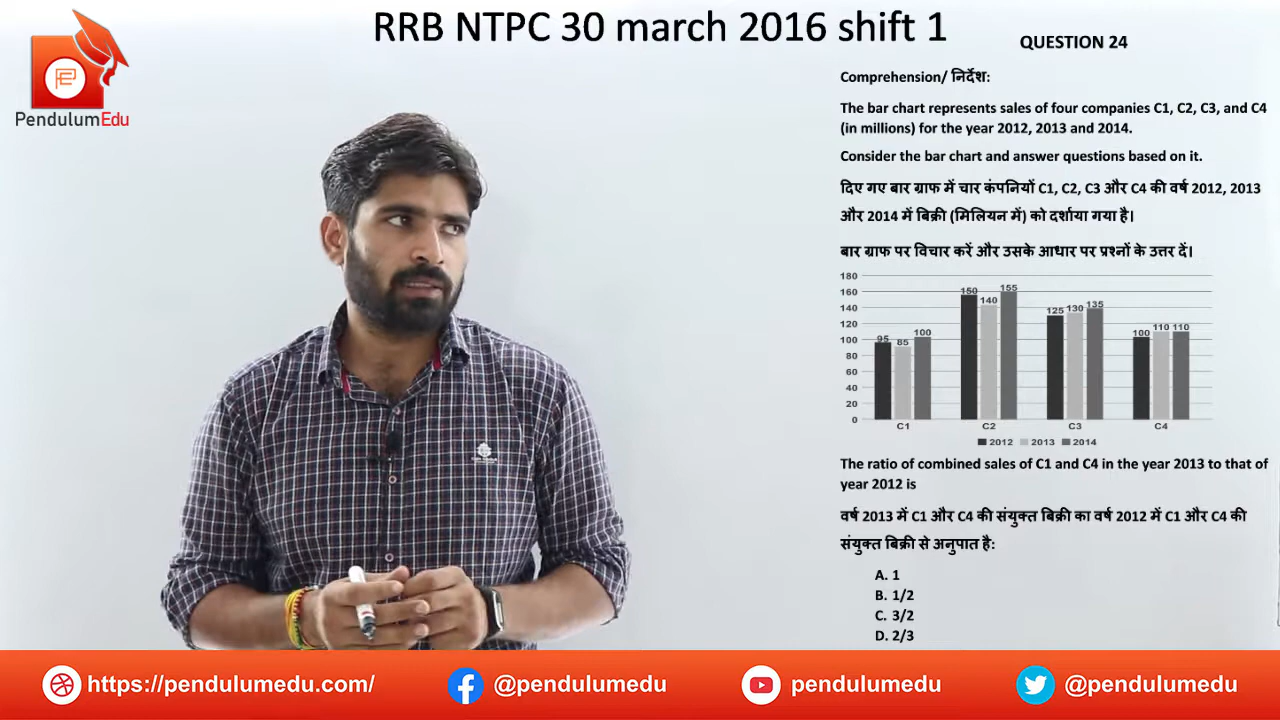 RRB NTPC 30 march 2016 shift 1
QUESTION 24
PendulumEdu
Comprehension/ निर्देश:
The bar chart represents sales of four companies C1, C2, C3, and C4
(in millions) for the year 2012, 2013 and 2014.
Consider the bar chart and answer questions based on it.
दिए गए बार ग्राफ में चार कंपनियों C1, C2, C3 और C4 की वर्ष 2012, 2013
और 2014 में बिक्री (मिलियन में) को दर्शाया गया है।
बार ग्राफ पर विचार करें और उसके आधार पर प्रश्नों के उत्तर दें।
180
160
140
120
100
80
60
40
20
0
95 85 100
150 140 155
125 130 135
100 110 110
C1 C2 C3 C4
2012 2013 2014
The ratio of combined sales of C1 and C4 in the year 2013 to that of
year 2012 is
वर्ष 2013 में C1 और C4 की संयुक्त बिक्री का वर्ष 2012 में C1 और C4 की
संयुक्त बिक्री से अनुपात है:
A. 1
B. 1/2
C. 3/2
D. 2/3
https://pendulumedu.com/ @pendulumedu pendulumedu @pendulumedu